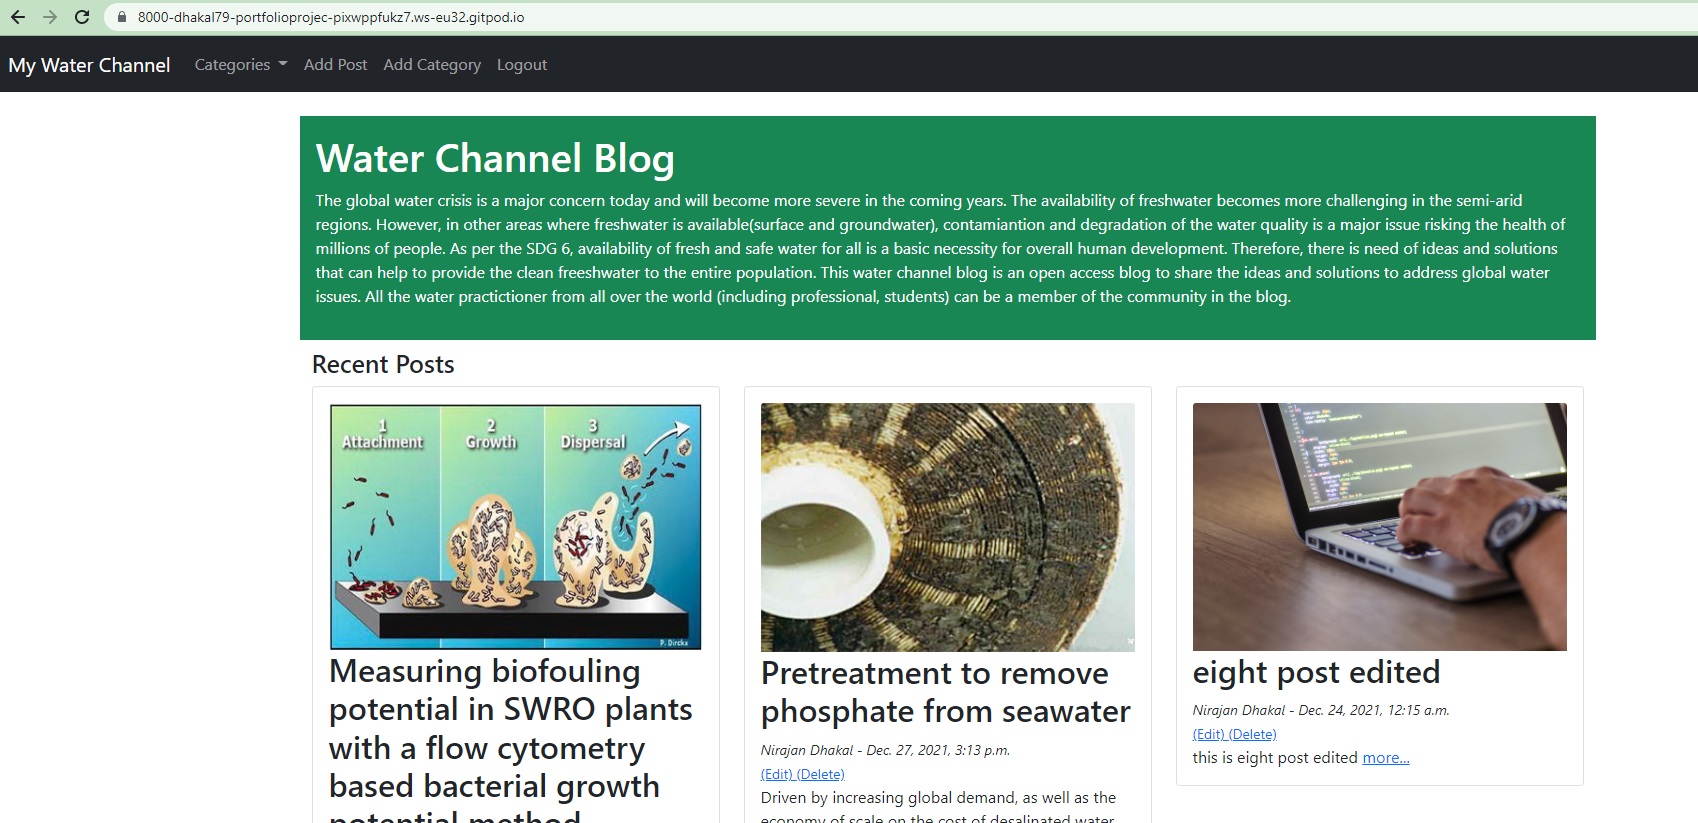 8000-dhakal79-portfolioprojec-pixwppfukz7.ws-eu32.gitpod.io
My Water Channel Categories Add Post Add Category Logout
Water Channel Blog
The global water crisis is a major concern today and will become more severe in the coming years. The availability of freshwater becomes more challenging in the semi-arid
regions. However, in other areas where freshwater is available(surface and groundwater), contamiantion and degradation of the water quality is a major issue risking the health of
millions of people. As per the SDG 6, availability of fresh and safe water for all is a basic necessity for overall human development. Therefore, there is need of ideas and solutions
that can help to provide the clean freeshwater to the entire population. This water channel blog is an open access blog to share the ideas and solutions to address global water
issues. All the water practictioner from all over the world (including professional, students) can be a member of the community in the blog.
Recent Posts
1 2 3
Attachment Growth Dispersal
P. Dirckx
Measuring biofouling
potential in SWRO plants
with a flow cytometry
based bacterial growth
potential method
Pretreatment to remove
phosphate from seawater
Nirajan Dhakal - Dec. 27, 2021, 3:13 p.m.
(Edit) (Delete)
Driven by increasing global demand, as well as the
economy of scale on the cost of desalinated water
eight post edited
Nirajan Dhakal - Dec. 24, 2021, 12:15 a.m.
(Edit) (Delete)
this is eight post edited more...